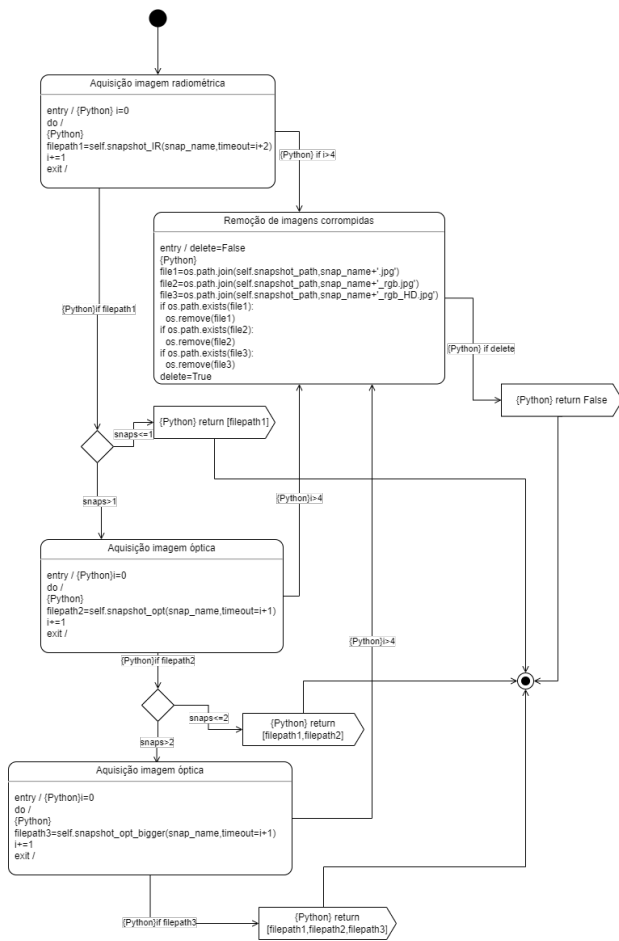 Aquisição imagem radiométrica
entry / {Python} i=0
do /
{Python}
filepath1=self.snapshot_IR(snap_name,timeout=i+2)
i+=1
exit /
{Python} if i>4
Remoção de imagens corrompidas
entry / delete=False
{Python}
file1=os.path.join(self.snapshot_path,snap_name+'.jpg')
file2=os.path.join(self.snapshot_path,snap_name+'_rgb.jpg')
file3=os.path.join(self.snapshot_path,snap_name+'_rgb_HD.jpg')
if os.path.exists(file1):
os.remove(file1)
if os.path.exists(file2):
os.remove(file2)
if os.path.exists(file3):
os.remove(file3)
delete=True
{Python}if filepath1
{Python} if delete
{Python} return False
{Python} return [filepath1]
snaps<=1
snaps>1
{Python}i>4
Aquisição imagem óptica
entry / {Python}i=0
do /
{Python}
filepath2=self.snapshot_opt(snap_name,timeout=i+1)
i+=1
exit /
{Python}i>4
{Python}if filepath2
snaps<=2
{Python} return
[filepath1,filepath2]
snaps>2
Aquisição imagem óptica
entry / {Python}i=0
do /
{Python}
filepath3=self.snapshot_opt_bigger(snap_name,timeout=i+1)
i+=1
exit /
{Python}if filepath3
{Python} return
[filepath1,filepath2,filepath3]